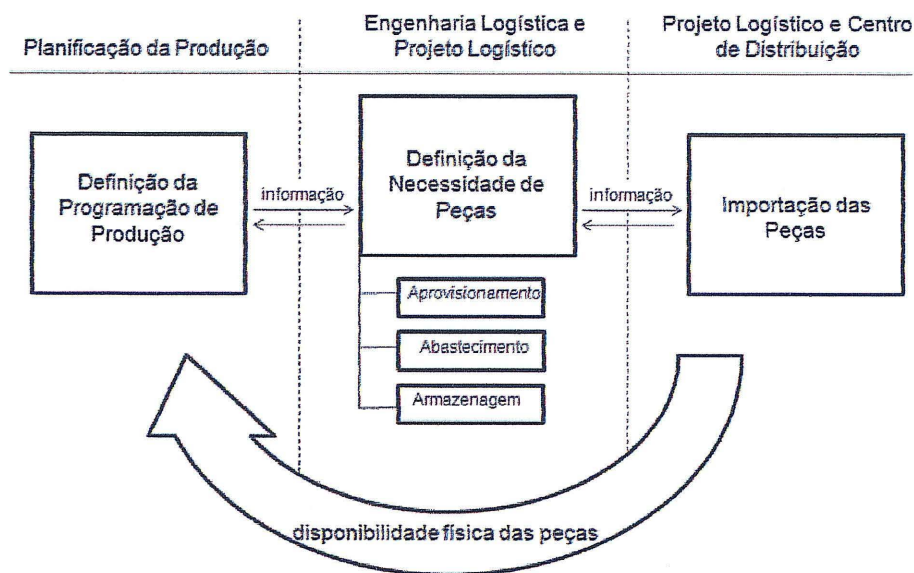 Planificação da Produção
Engenharia Logística e
Projeto Logístico
Projeto Logístico e Centro
de Distribuição
Definição da
Programação de
Produção
informação
Definição da
Necessidade de
Peças
informação
Importação das
Peças
Aprovisionamento
Abastecimento
Armazenagem
disponibilidade física das peças